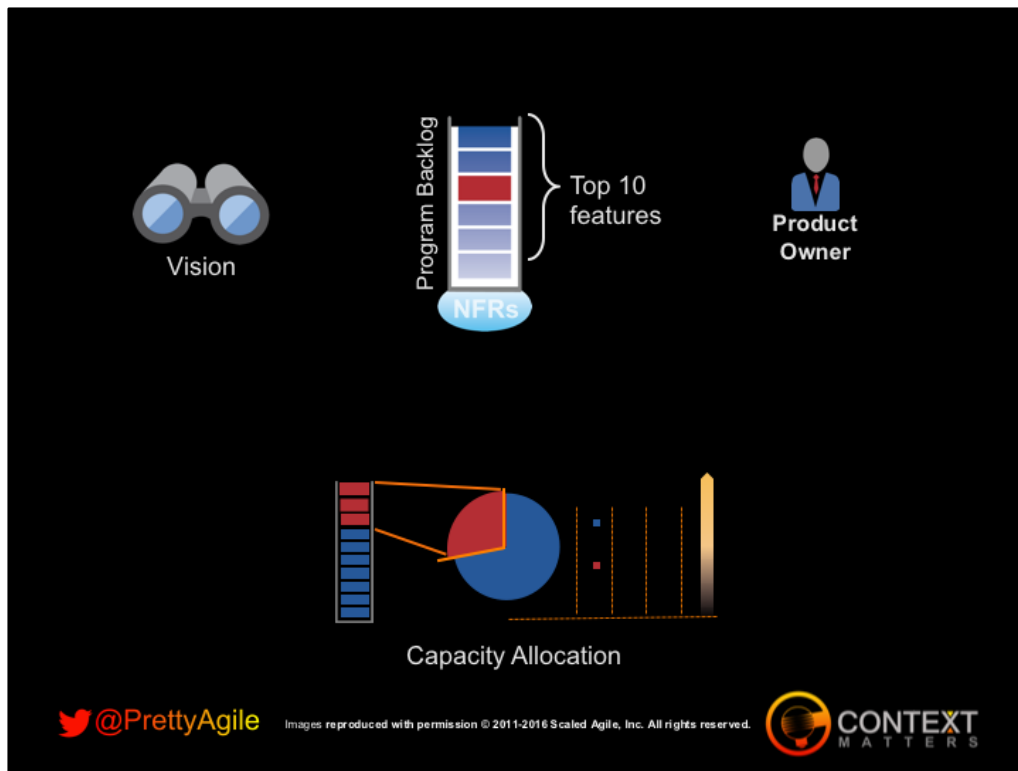 Program Backlog
Top 10
features
Product
Owner
Vision
NFRs
Capacity Allocation
@PrettyAgile
Images reproduced with permission © 2011-2016 Scaled Agile, Inc. All rights reserved.
CONTEXT
MATTERS